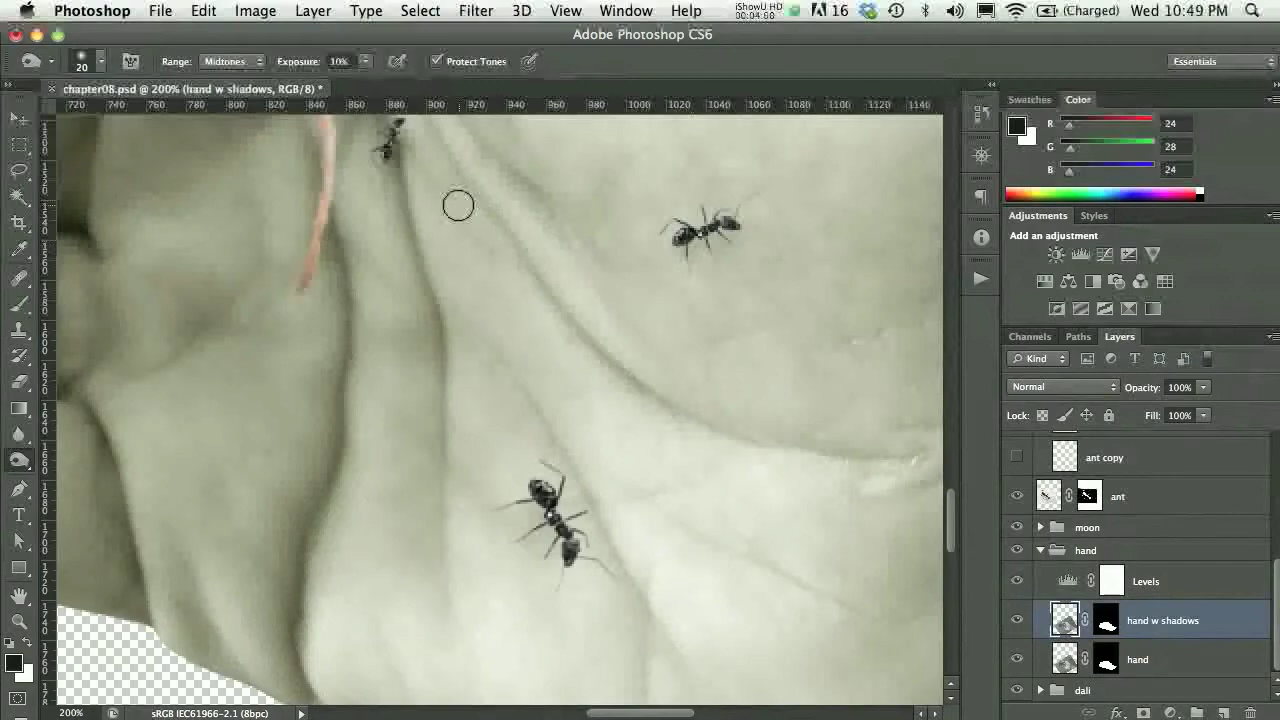 Photoshop File Edit Image Layer Type Select Filter 3D View Window Help iShowU HD 16 (Charged) Wed 10:49 PM
Adobe Photoshop CS6
20 Range: Midtones Exposure: 10% Protect Tones Essentials
chapter08.psd @ 200% (hand w shadows, RGB/8) *
720 740 760 780 800 820 840 860 880 900 920 940 960 980 1000 1020 1040 1060 1080 1100 1120 1140
Swatches Color
R 24
G 28
B 24
Adjustments Styles
Add an adjustment
Channels Paths Layers
Kind
Normal Opacity: 100%
Lock: Fill: 100%
ant copy
ant
moon
hand
Levels
hand w shadows
hand
dali
200% sRGB IEC61966-2.1 (8bpc)
fx